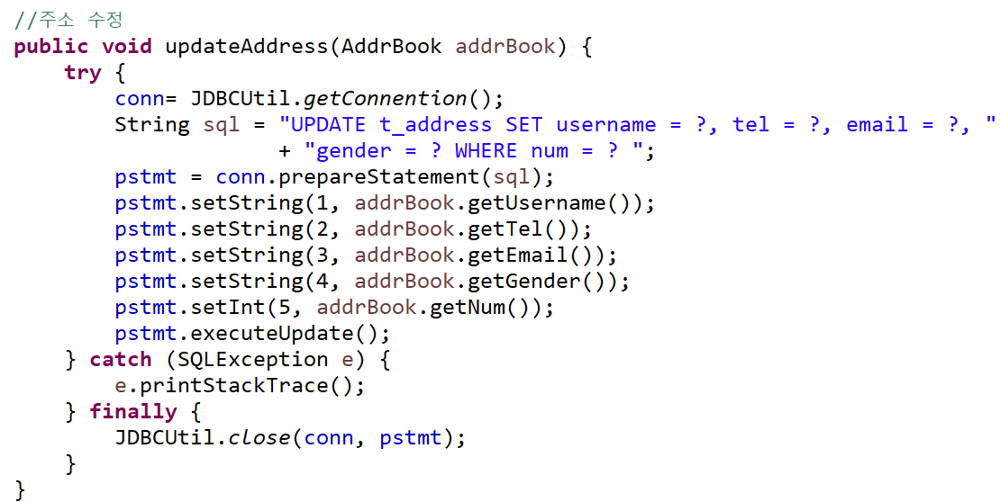 //주소 수정
public void updateAddress(AddrBook addrBook) {
    try {
        conn= JDBCUtil.getConnention();
        String sql = "UPDATE t_address SET username = ?, tel = ?, email = ?, "
                     + "gender = ? WHERE num = ? ";
        pstmt = conn.prepareStatement(sql);
        pstmt.setString(1, addrBook.getUsername());
        pstmt.setString(2, addrBook.getTel());
        pstmt.setString(3, addrBook.getEmail());
        pstmt.setString(4, addrBook.getGender());
        pstmt.setInt(5, addrBook.getNum());
        pstmt.executeUpdate();
    } catch (SQLException e) {
        e.printStackTrace();
    } finally {
        JDBCUtil.close(conn, pstmt);
    }
}